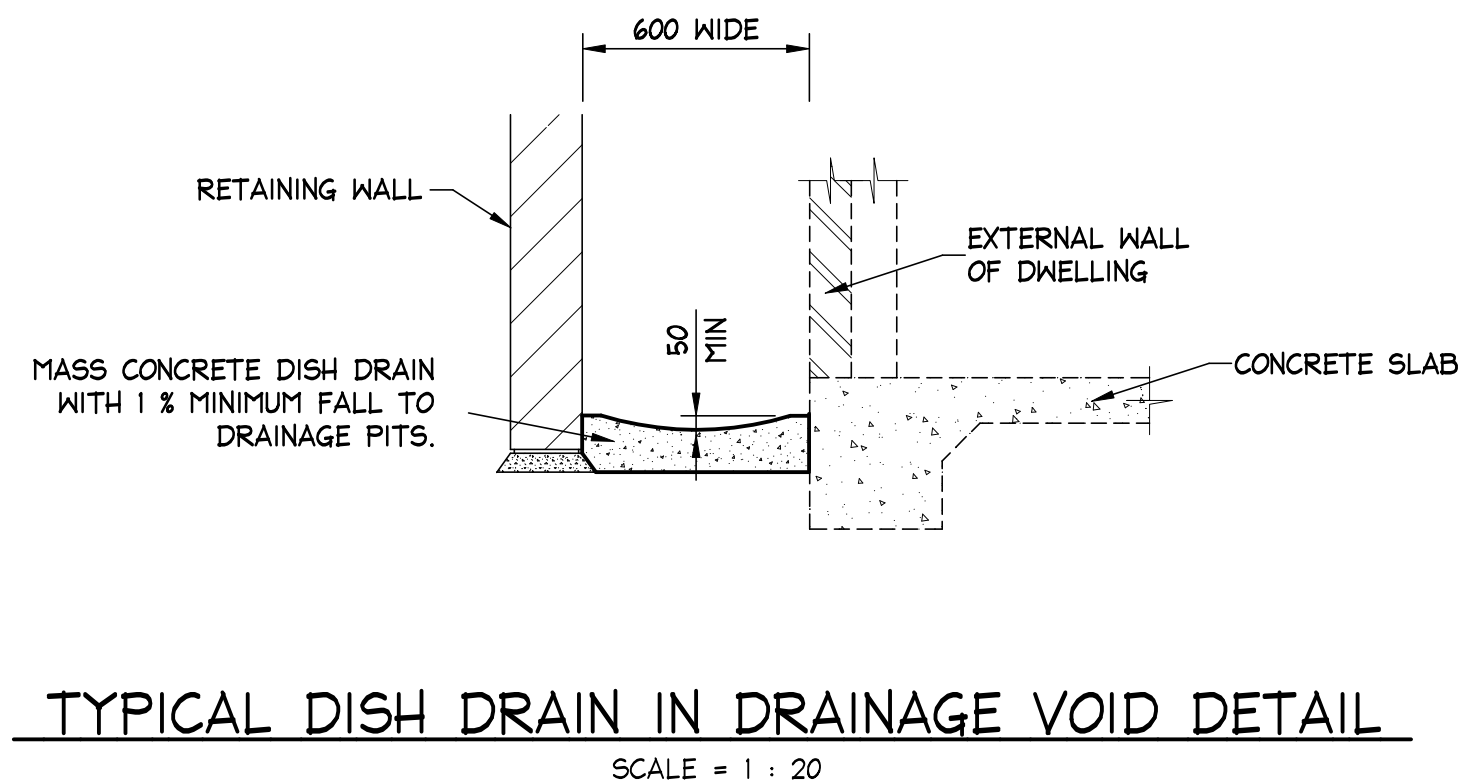 600 WIDE
RETAINING WALL
EXTERNAL WALL
OF DWELLING
50
MIN
MASS CONCRETE DISH DRAIN
WITH 1 % MINIMUM FALL TO
DRAINAGE PITS.
CONCRETE SLAB
TYPICAL DISH DRAIN IN DRAINAGE VOID DETAIL
SCALE = 1 : 20